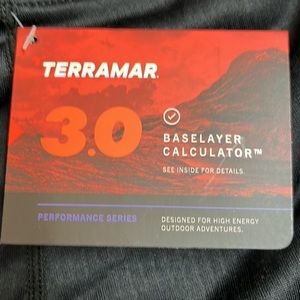 TERRAMAR
3.0
BASELAYER
CALCULATOR™
SEE INSIDE FOR DETAILS.
PERFORMANCE SERIES
DESIGNED FOR HIGH ENERGY
OUTDOOR ADVENTURES.